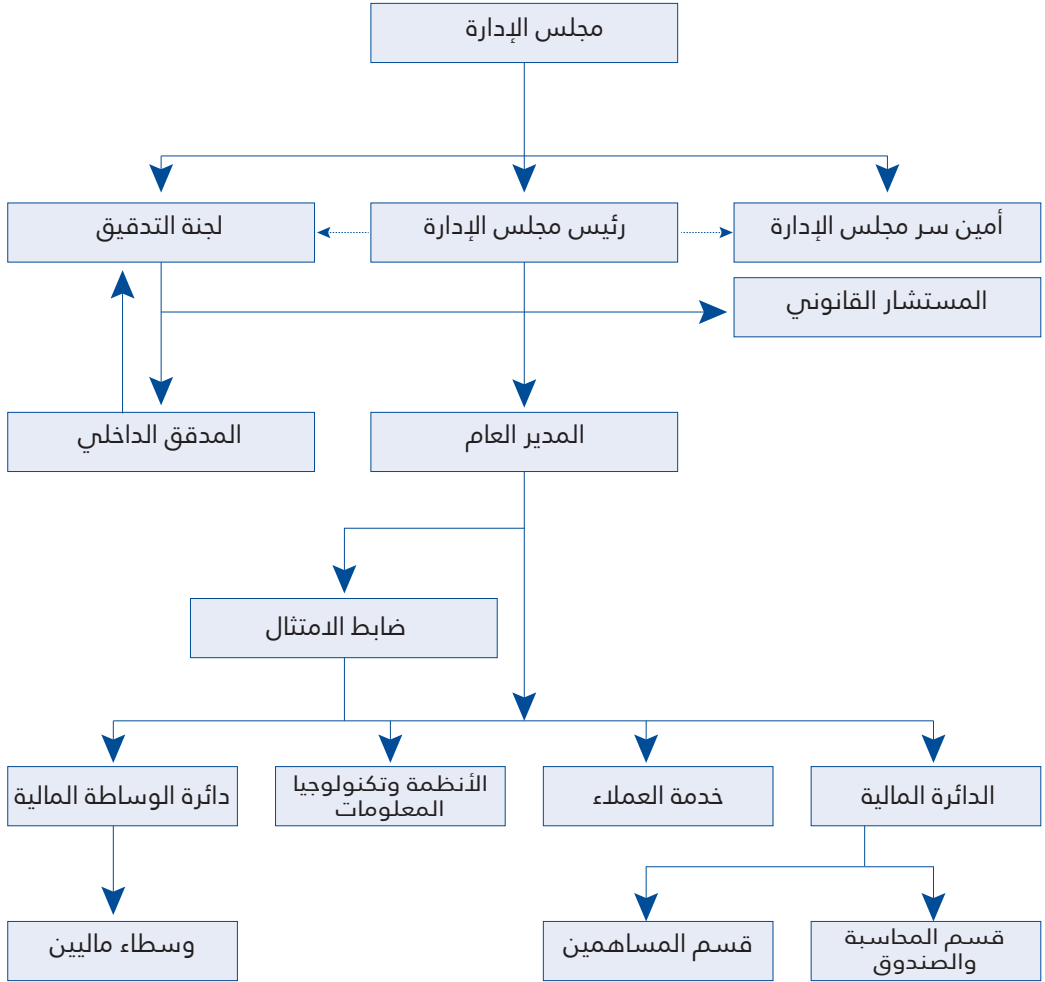 مجلس الإدارة
أمين سر مجلس الإدارة
رئيس مجلس الإدارة
لجنة التدقيق
المستشار القانوني
المدير العام
المدقق الداخلي
ضابط الامتثال
الدائرة المالية
خدمة العملاء
الأنظمة وتكنولوجيا
المعلومات
دائرة الوساطة المالية
قسم المحاسبة
والصندوق
قسم المساهمين
وسطاء ماليين